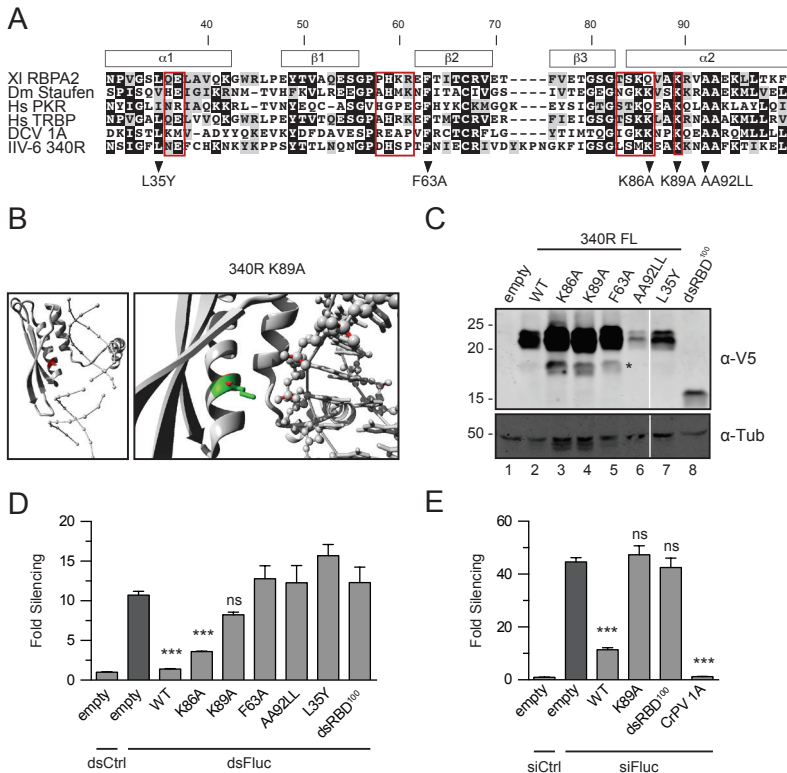 A
40 50 60 70 80 90
α1 β1 β2 β3 α2
Xl RBPA2 NPVGSLQELAVQKGWRLPEYTVAQESGPPHKREFTITCRVET----FVETGSGTSKQVAKRVAAEKLLTKF
Dm Staufen
Hs PKR
Hs TRBP NPVGALQELVVQKGWRLPEYTVTQESGPAHRKEFTMTCRVER----FIEIGSGTSKKLAKRNAAAKMLLRV
DCV 1A
IIV-6 340R
L35Y F63A K86A K89A AA92LL
B
340R K89A
C
340R FL
empty WT K86A K89A F63A AA92LL L35Y dsRBD100
25
20
*
15
α-V5
50
α-Tub
1 2 3 4 5 6 7 8
D
Fold Silencing
20
15
10
5
0
*** *** ns
empty empty WT K86A K89A F63A AA92LL L35Y dsRBD100
dsCtrl dsFluc
E
Fold Silencing
60
40
20
0
*** ns ns ***
empty empty WT K89A dsRBD100 CrPV 1A
siCtrl siFluc